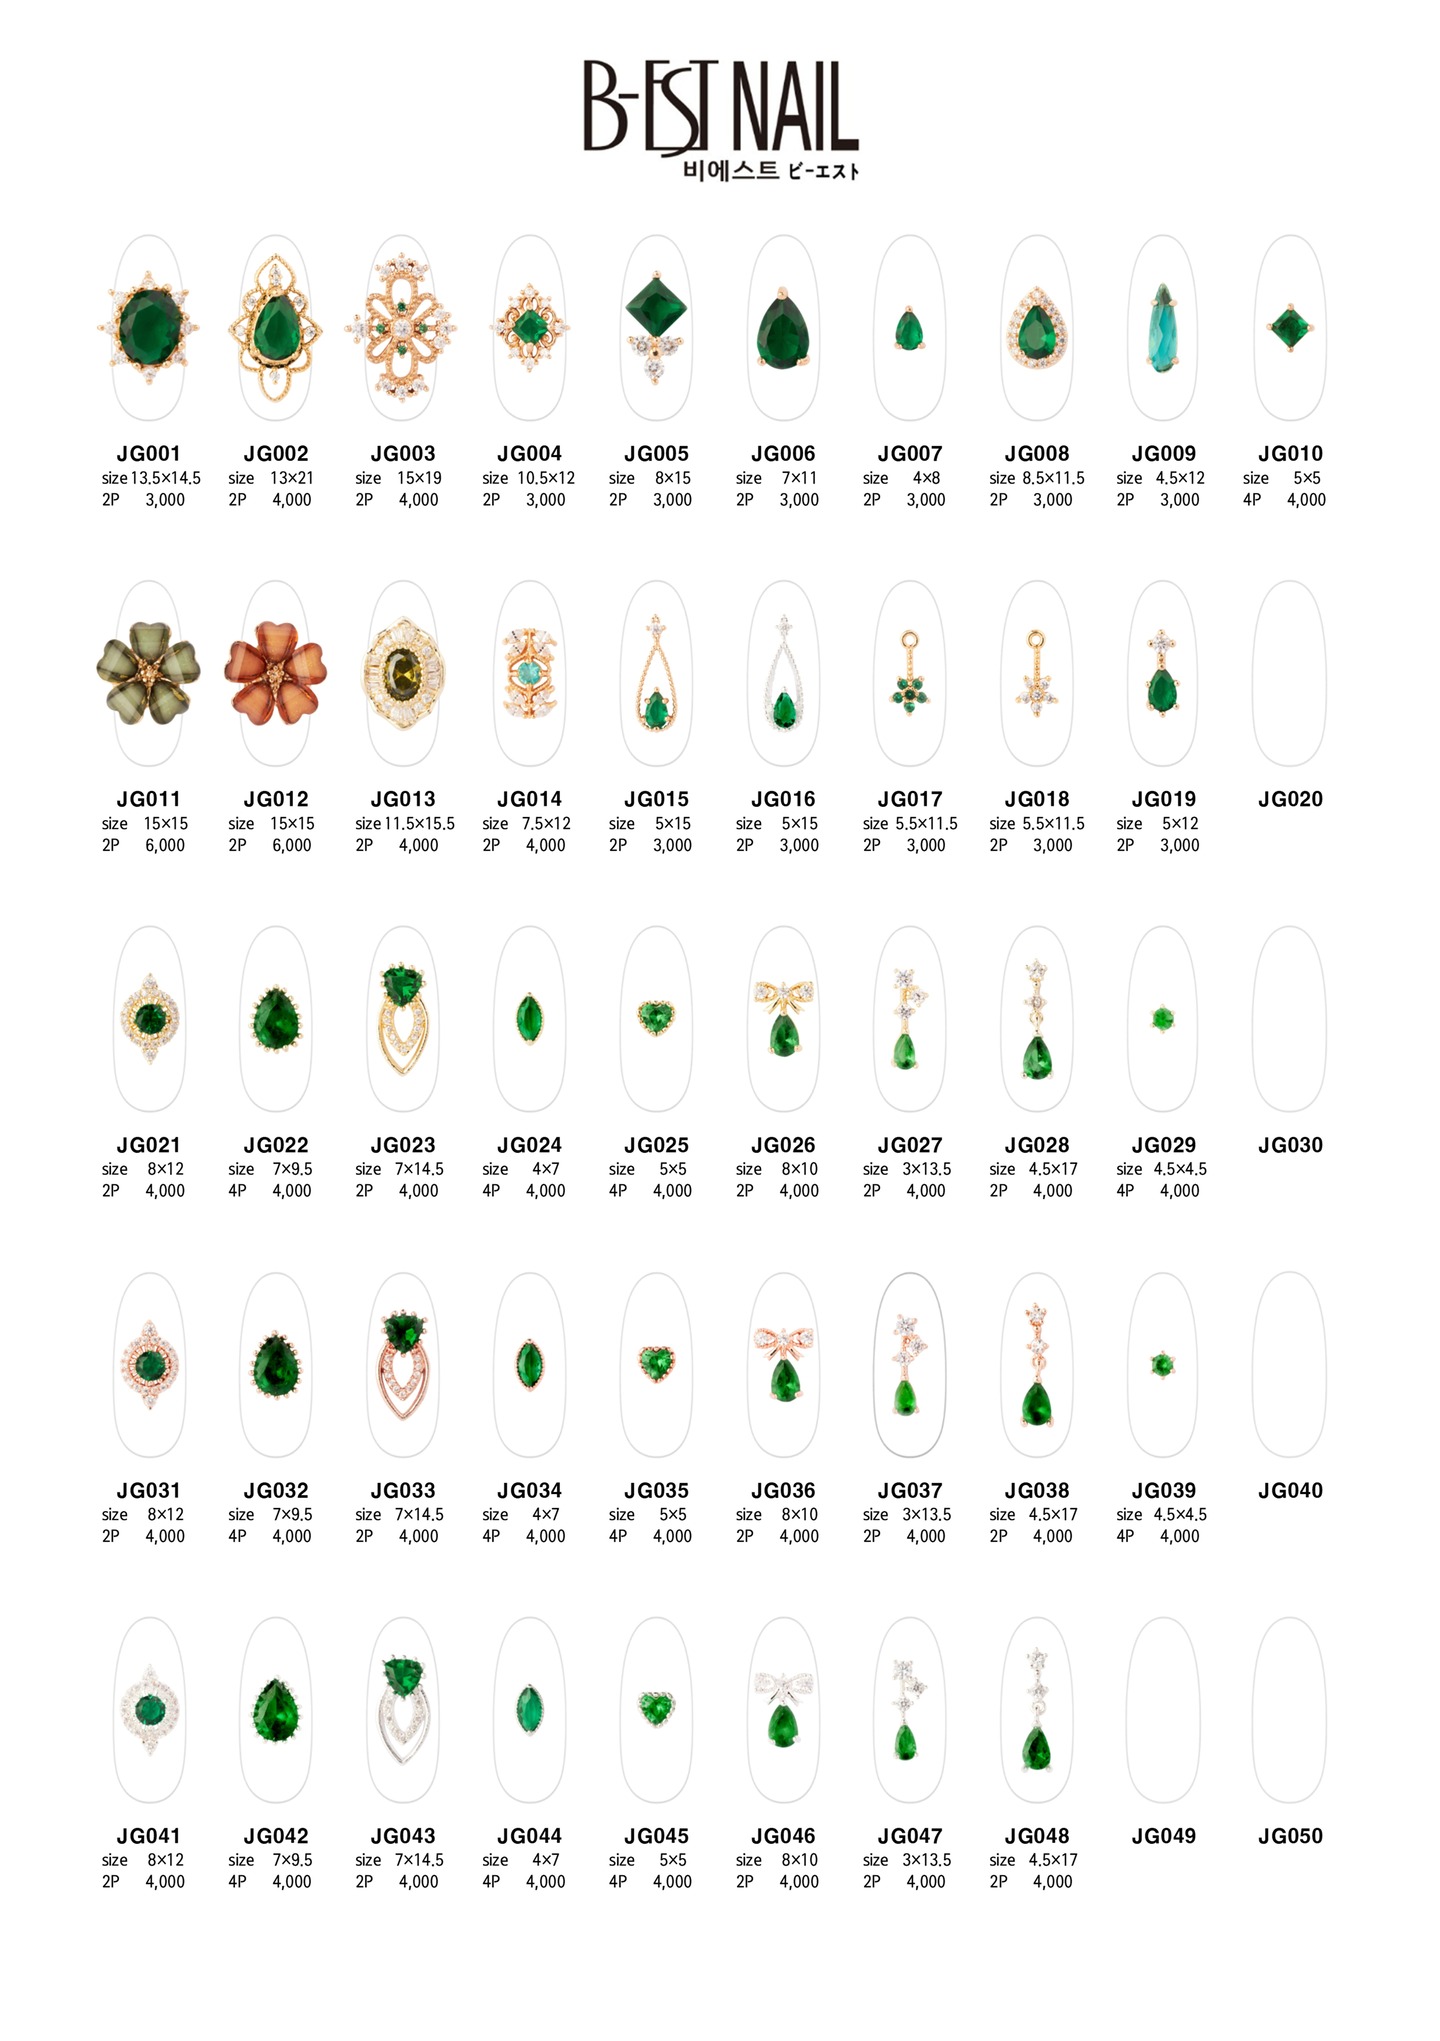 B-EST NAIL
비에스트 ビーエスト
JG001 JG002 JG003 JG004 JG005 JG006 JG007 JG008 JG009 JG010
size 13.5×14.5 size 13×21 size 15×19 size 10.5×12 size 8×15 size 7×11 size 4×8 size 8.5×11.5 size 4.5×12 size 5×5
2P 3,000 2P 4,000 2P 4,000 2P 3,000 2P 3,000 2P 3,000 2P 3,000 2P 3,000 2P 3,000 4P 4,000
JG011 JG012 JG013 JG014 JG015 JG016 JG017 JG018 JG019 JG020
size 15×15 size 15×15 size 11.5×15.5 size 7.5×12 size 5×15 size 5×15 size 5.5×11.5 size 5.5×11.5 size 5×12
2P 6,000 2P 6,000 2P 4,000 2P 4,000 2P 3,000 2P 3,000 2P 3,000 2P 3,000 2P 3,000
JG021 JG022 JG023 JG024 JG025 JG026 JG027 JG028 JG029 JG030
size 8×12 size 7×9.5 size 7×14.5 size 4×7 size 5×5 size 8×10 size 3×13.5 size 4.5×17 size 4.5×4.5
2P 4,000 4P 4,000 2P 4,000 4P 4,000 4P 4,000 2P 4,000 2P 4,000 2P 4,000 4P 4,000
JG031 JG032 JG033 JG034 JG035 JG036 JG037 JG038 JG039 JG040
size 8×12 size 7×9.5 size 7×14.5 size 4×7 size 5×5 size 8×10 size 3×13.5 size 4.5×17 size 4.5×4.5
2P 4,000 4P 4,000 2P 4,000 4P 4,000 4P 4,000 2P 4,000 2P 4,000 2P 4,000 4P 4,000
JG041 JG042 JG043 JG044 JG045 JG046 JG047 JG048 JG049 JG050
size 8×12 size 7×9.5 size 7×14.5 size 4×7 size 5×5 size 8×10 size 3×13.5 size 4.5×17
2P 4,000 4P 4,000 2P 4,000 4P 4,000 4P 4,000 2P 4,000 2P 4,000 2P 4,000